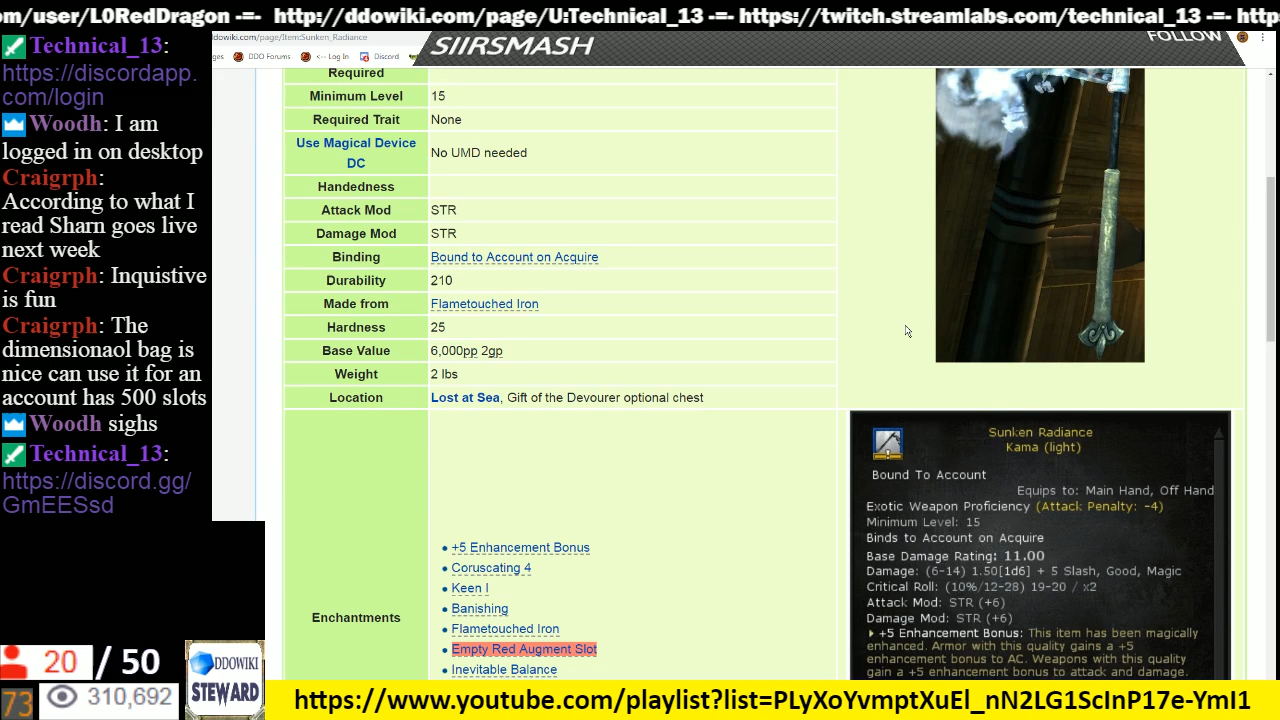 om/user/L0RedDragon -=- http://ddowiki.com/page/U:Technical_13 -=- https://twitch.streamlabs.com/technical_13 -=- http
Technical_13:
https://discordapp.
com/login
Woodh: I am
logged in on desktop
Craigrph:
According to what I
read Sharn goes live
next week
Craigrph: Inquistive
is fun
Craigrph: The
dimensionaol bag is
nice can use it for an
account has 500 slots
Woodh sighs
Technical_13:
https://discord.gg/
GmEESsd
20 / 50
73 310,692
DDOWIKI
STEWARD
ddowiki.com/page/Item:Sunken_Radiance
ges DDO Forums <-- Log In Discord
SIIRSMASH
FOLLOW
Required
Minimum Level 15
Required Trait None
Use Magical Device
DC No UMD needed
Handedness
Attack Mod STR
Damage Mod STR
Binding Bound to Account on Acquire
Durability 210
Made from Flametouched Iron
Hardness 25
Base Value 6,000pp 2gp
Weight 2 lbs
Location Lost at Sea, Gift of the Devourer optional chest
Enchantments
+5 Enhancement Bonus
Coruscating 4
Keen I
Banishing
Flametouched Iron
Empty Red Augment Slot
Inevitable Balance
Sunken Radiance
Kama (light)
Bound To Account
Equips to: Main Hand, Off Hand
Exotic Weapon Proficiency (Attack Penalty: -4)
Minimum Level: 15
Binds to Account on Acquire
Base Damage Rating: 11.00
Damage: (6-14) 1.50[1d6] + 5 Slash, Good, Magic
Critical Roll: (10%/12-28) 19-20 / x2
Attack Mod: STR (+6)
Damage Mod: STR (+6)
+5 Enhancement Bonus: This item has been magically
enhanced. Armor with this quality gains a +5
enhancement bonus to AC. Weapons with this quality
gain a +5 enhancement bonus to attack and damage.
https://www.youtube.com/playlist?list=PLyXoYvmptXuEl_nN2LG1ScInP17e-YmI1